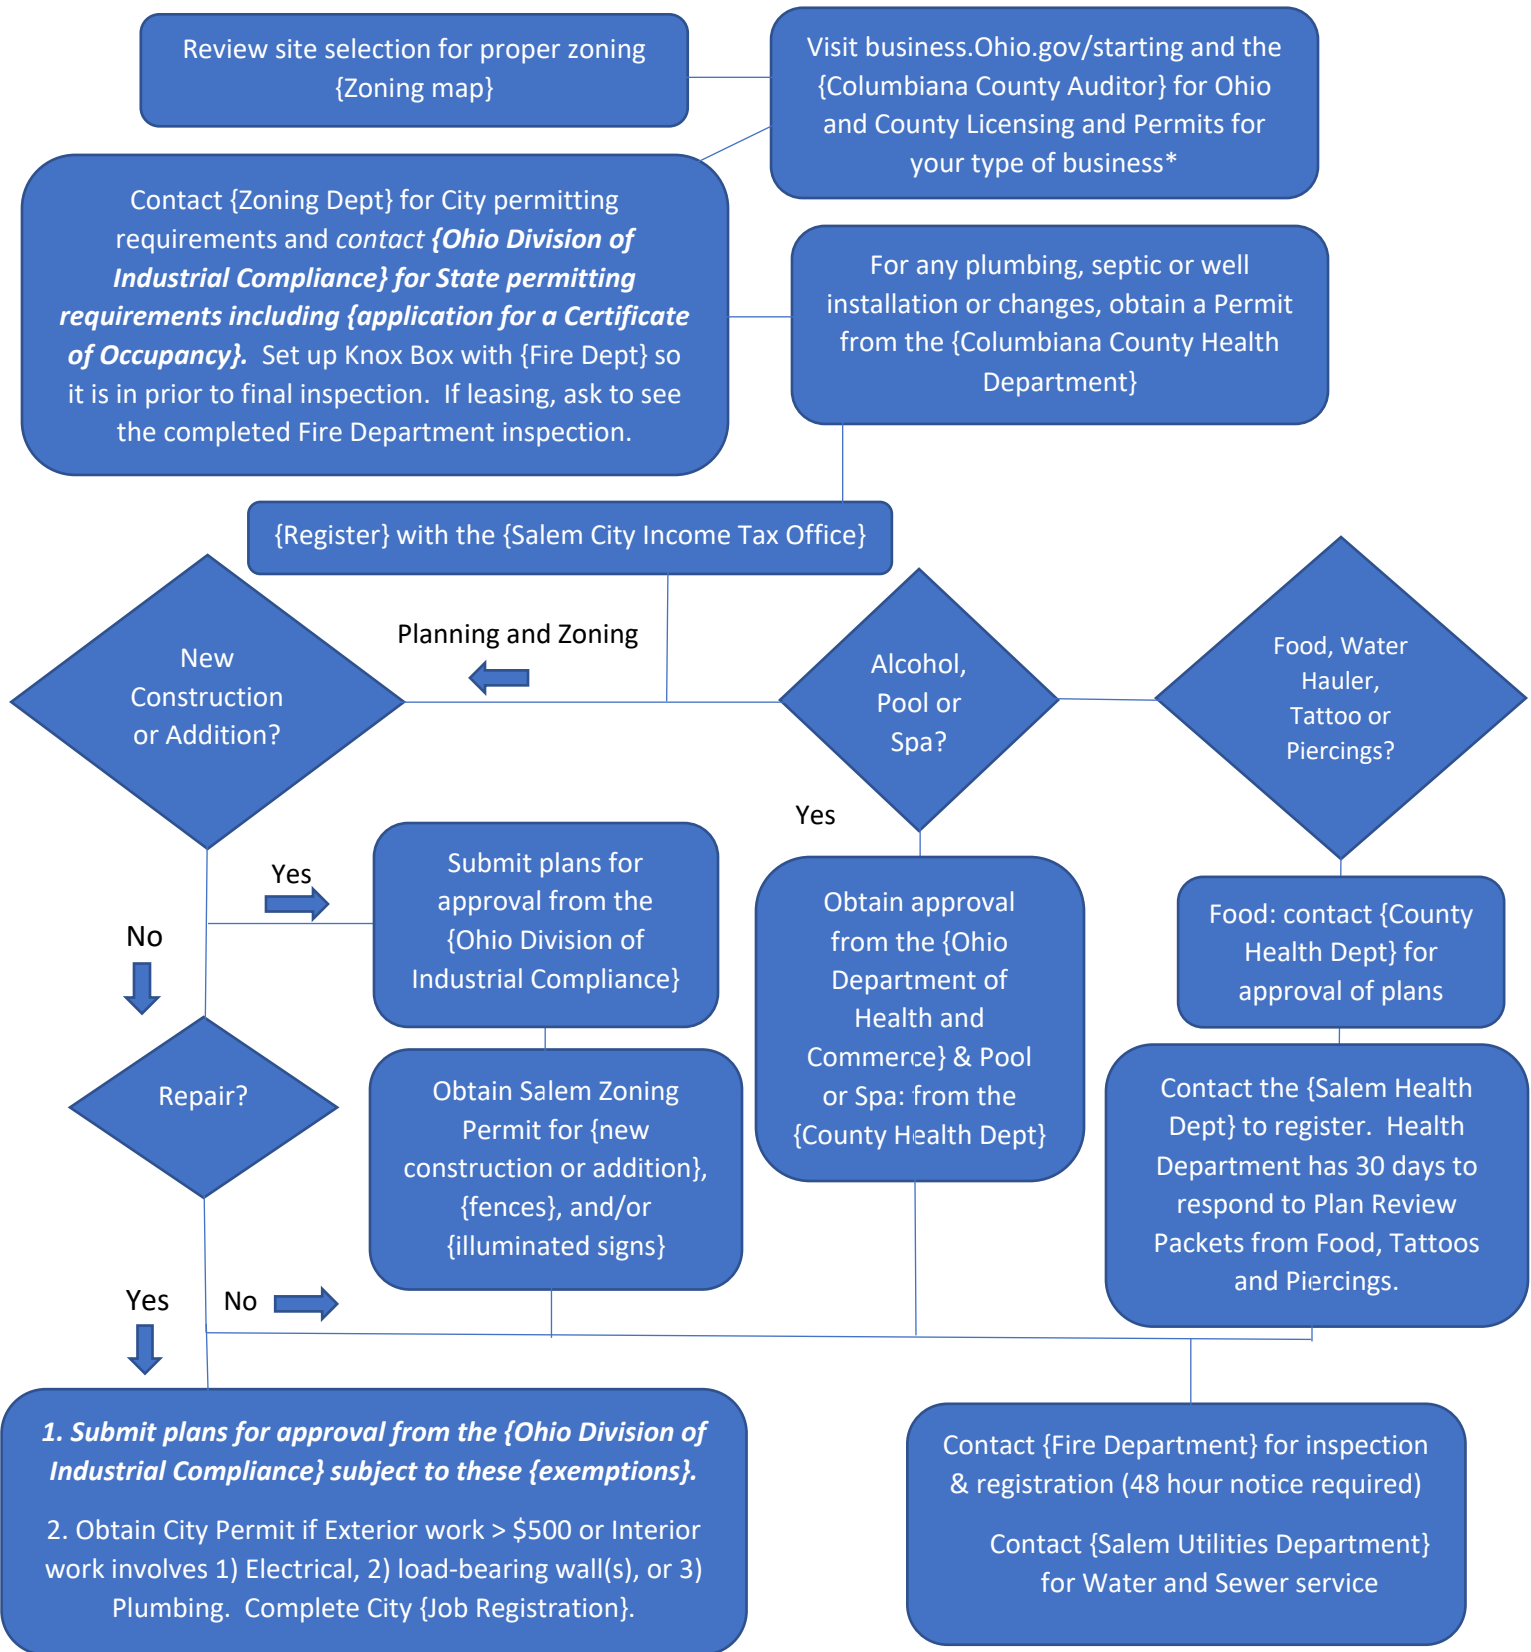 Review site selection for proper zoning
{Zoning map}
Visit business.Ohio.gov/starting and the
{Columbiana County Auditor} for Ohio
and County Licensing and Permits for
your type of business*
Contact {Zoning Dept} for City permitting
requirements and contact {Ohio Division of
Industrial Compliance} for State permitting
requirements including {application for a Certificate
of Occupancy}.  Set up Knox Box with {Fire Dept} so
it is in prior to final inspection.  If leasing, ask to see
the completed Fire Department inspection.
For any plumbing, septic or well
installation or changes, obtain a Permit
from the {Columbiana County Health
Department}
{Register} with the {Salem City Income Tax Office}
Planning and Zoning
New
Construction
or Addition?
Alcohol,
Pool or
Spa?
Food, Water
Hauler,
Tattoo or
Piercings?
Yes
Yes
No
Submit plans for
approval from the
{Ohio Division of
Industrial Compliance}
Obtain approval
from the {Ohio
Department of
Health and
Commerce} & Pool
or Spa: from the
{County Health Dept}
Food: contact {County
Health Dept} for
approval of plans
Repair?
Obtain Salem Zoning
Permit for {new
construction or addition},
{fences}, and/or
{illuminated signs}
Contact the {Salem Health
Dept} to register.  Health
Department has 30 days to
respond to Plan Review
Packets from Food, Tattoos
and Piercings.
Yes
No
1. Submit plans for approval from the {Ohio Division of
Industrial Compliance} subject to these {exemptions}.
2. Obtain City Permit if Exterior work > $500 or Interior
work involves 1) Electrical, 2) load-bearing wall(s), or 3)
Plumbing.  Complete City {Job Registration}.
Contact {Fire Department} for inspection
& registration (48 hour notice required)
Contact {Salem Utilities Department}
for Water and Sewer service